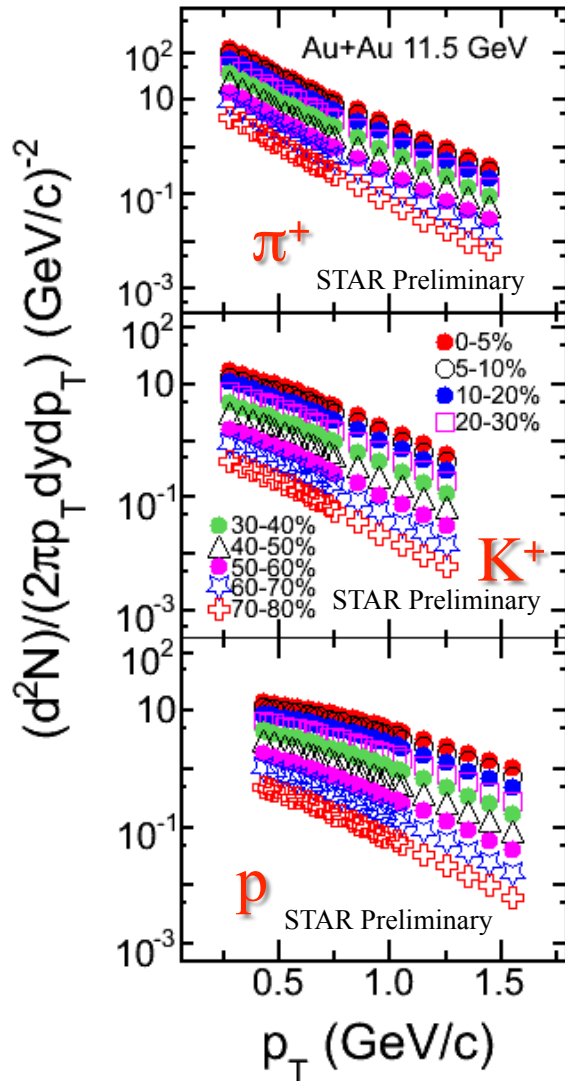 (d²N)/(2πp_T dydp_T) (GeV/c)⁻²
Au+Au 11.5 GeV
10²
10
10⁻¹
10⁻³
π⁺
STAR Preliminary
10²
10
10⁻¹
10⁻³
0-5%
5-10%
10-20%
20-30%
30-40%
40-50%
50-60%
60-70%
70-80%
K⁺
STAR Preliminary
10²
10
10⁻¹
10⁻³
p
STAR Preliminary
0.5 1.0 1.5
p_T (GeV/c)